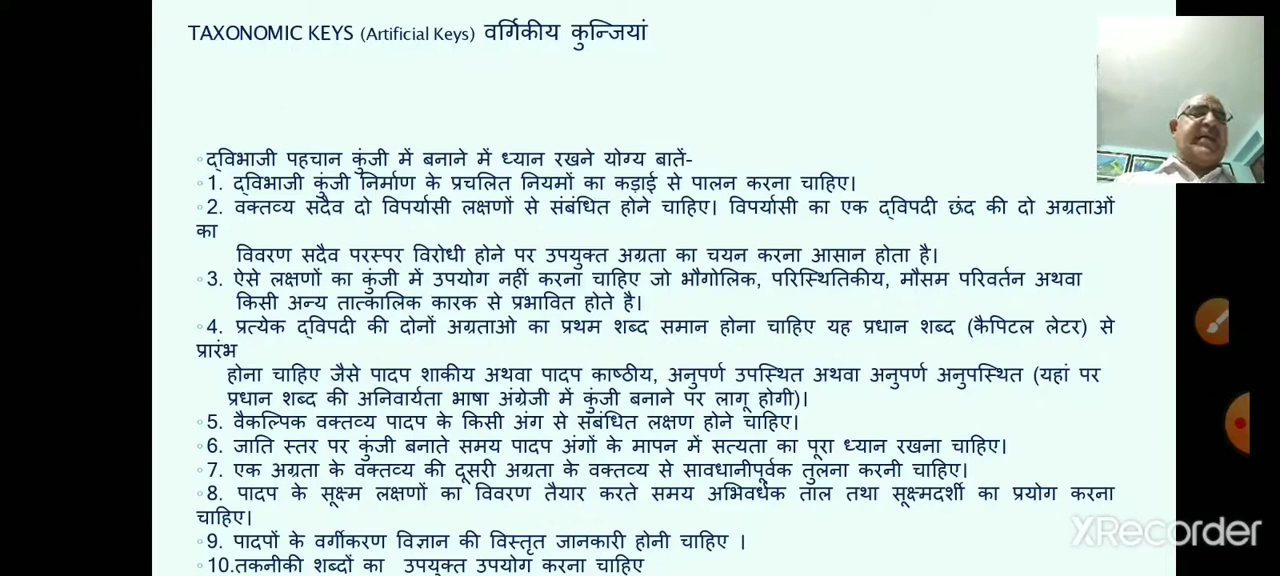 TAXONOMIC KEYS (Artificial Keys) वर्गिकीय कुन्जियां
◦द्विभाजी पहचान कुंजी में बनाने में ध्यान रखने योग्य बातें-
◦1. द्विभाजी कुंजी निर्माण के प्रचलित नियमों का कड़ाई से पालन करना चाहिए।
◦2. वक्तव्य सदैव दो विपर्यासी लक्षणों से संबंधित होने चाहिए। विपर्यासी का एक द्विपदी छंद की दो अग्रताओं
का
विवरण सदैव परस्पर विरोधी होने पर उपयुक्त अग्रता का चयन करना आसान होता है।
◦3. ऐसे लक्षणों का कुंजी में उपयोग नहीं करना चाहिए जो भौगोलिक, परिस्थितिकीय, मौसम परिवर्तन अथवा
किसी अन्य तात्कालिक कारक से प्रभावित होते है।
◦4. प्रत्येक द्विपदी की दोनों अग्रताओ का प्रथम शब्द समान होना चाहिए यह प्रधान शब्द (कैपिटल लेटर) से
प्रारंभ
होना चाहिए जैसे पादप शाकीय अथवा पादप काष्ठीय, अनुपर्ण उपस्थित अथवा अनुपर्ण अनुपस्थित (यहां पर
प्रधान शब्द की अनिवार्यता भाषा अंग्रेजी में कुंजी बनाने पर लागू होगी)।
◦5. वैकल्पिक वक्तव्य पादप के किसी अंग से संबंधित लक्षण होने चाहिए।
◦6. जाति स्तर पर कुंजी बनाते समय पादप अंगों के मापन में सत्यता का पूरा ध्यान रखना चाहिए।
◦7. एक अग्रता के वक्तव्य की दूसरी अग्रता के वक्तव्य से सावधानीपूर्वक तुलना करनी चाहिए।
◦8. पादप के सूक्ष्म लक्षणों का विवरण तैयार करते समय अभिवर्धक ताल तथा सूक्ष्मदर्शी का प्रयोग करना
चाहिए।
◦9. पादपों के वर्गीकरण विज्ञान की विस्तृत जानकारी होनी चाहिए ।
◦10.तकनीकी शब्दों का उपयुक्त उपयोग करना चाहिए
XRecorder